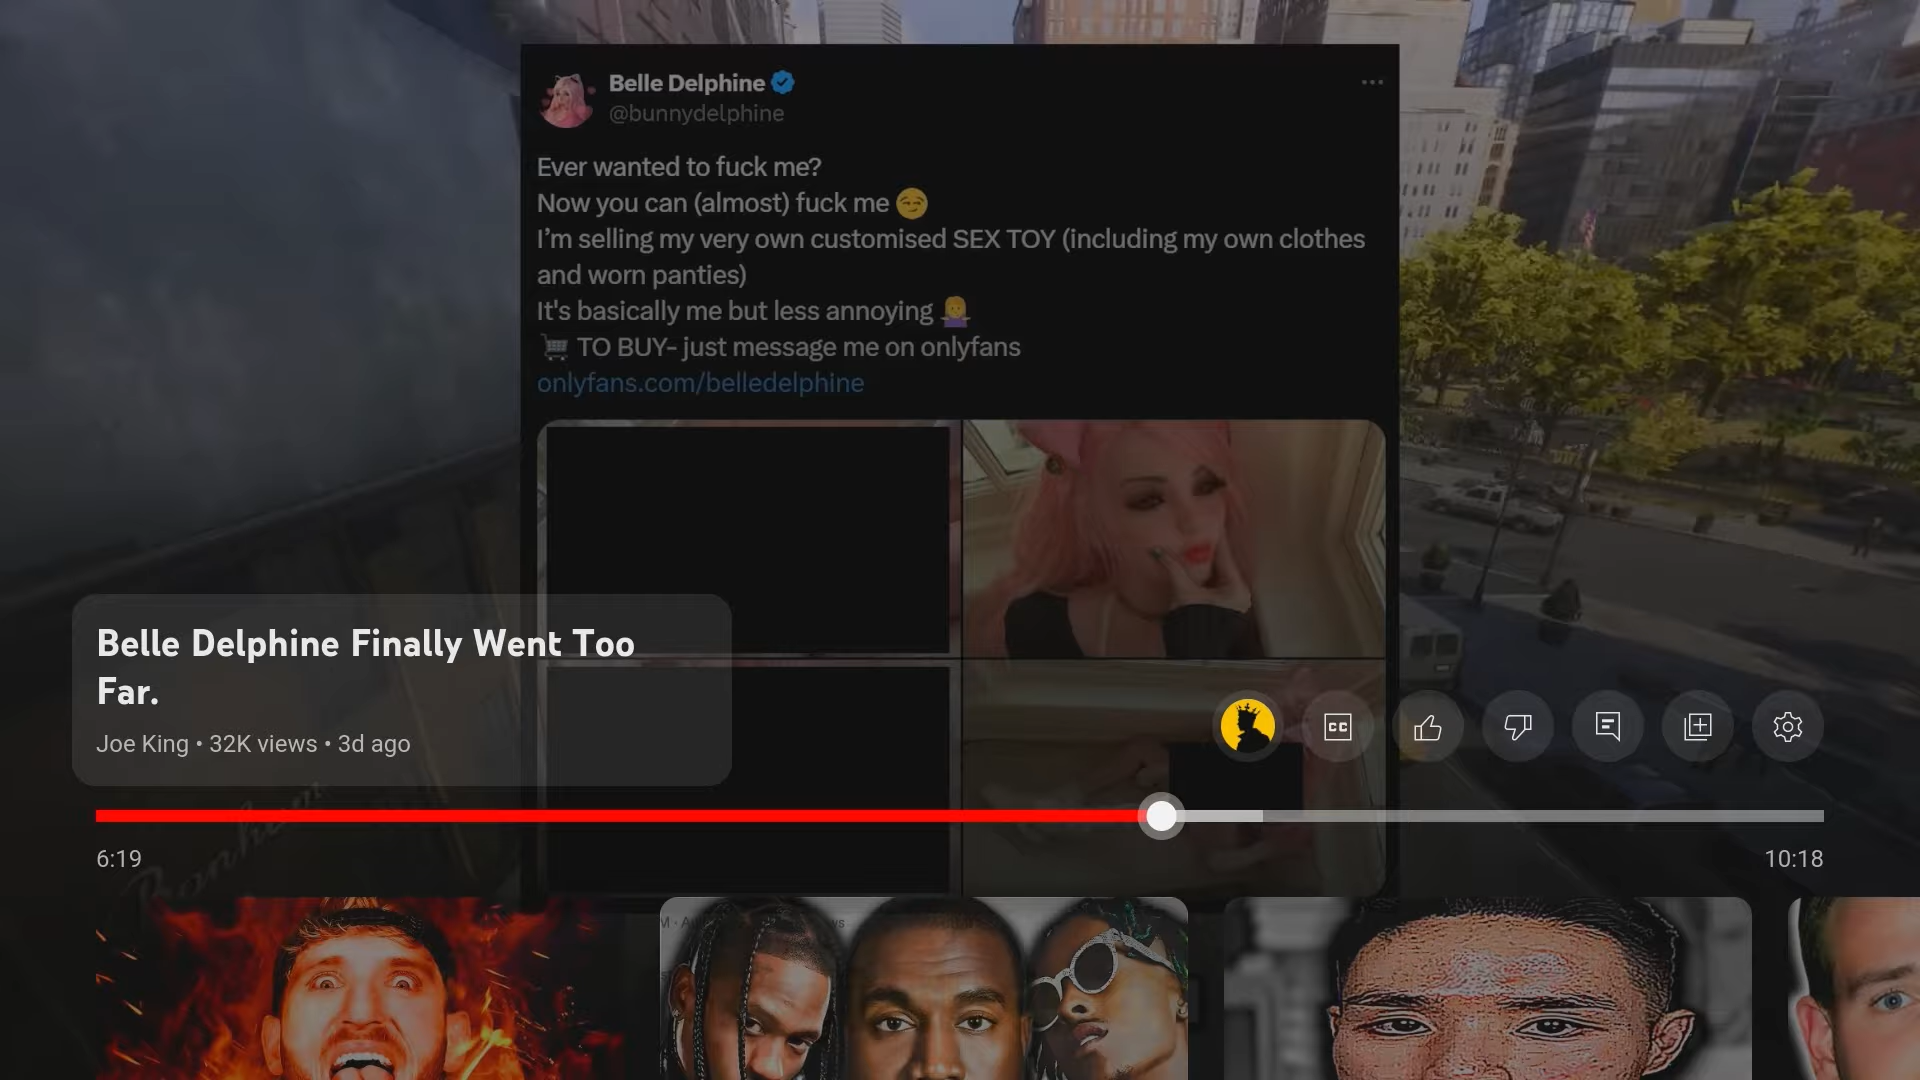 Belle Delphine
@bunnydelphine
Ever wanted to fuck me?
Now you can (almost) fuck me 😏
I'm selling my very own customised SEX TOY (including my own clothes
and worn panties)
It's basically me but less annoying 💁‍♀️
🛒 TO BUY- just message me on onlyfans
onlyfans.com/belledelphine
Belle Delphine Finally Went Too
Far.
Joe King • 32K views • 3d ago
CC
6:19
10:18